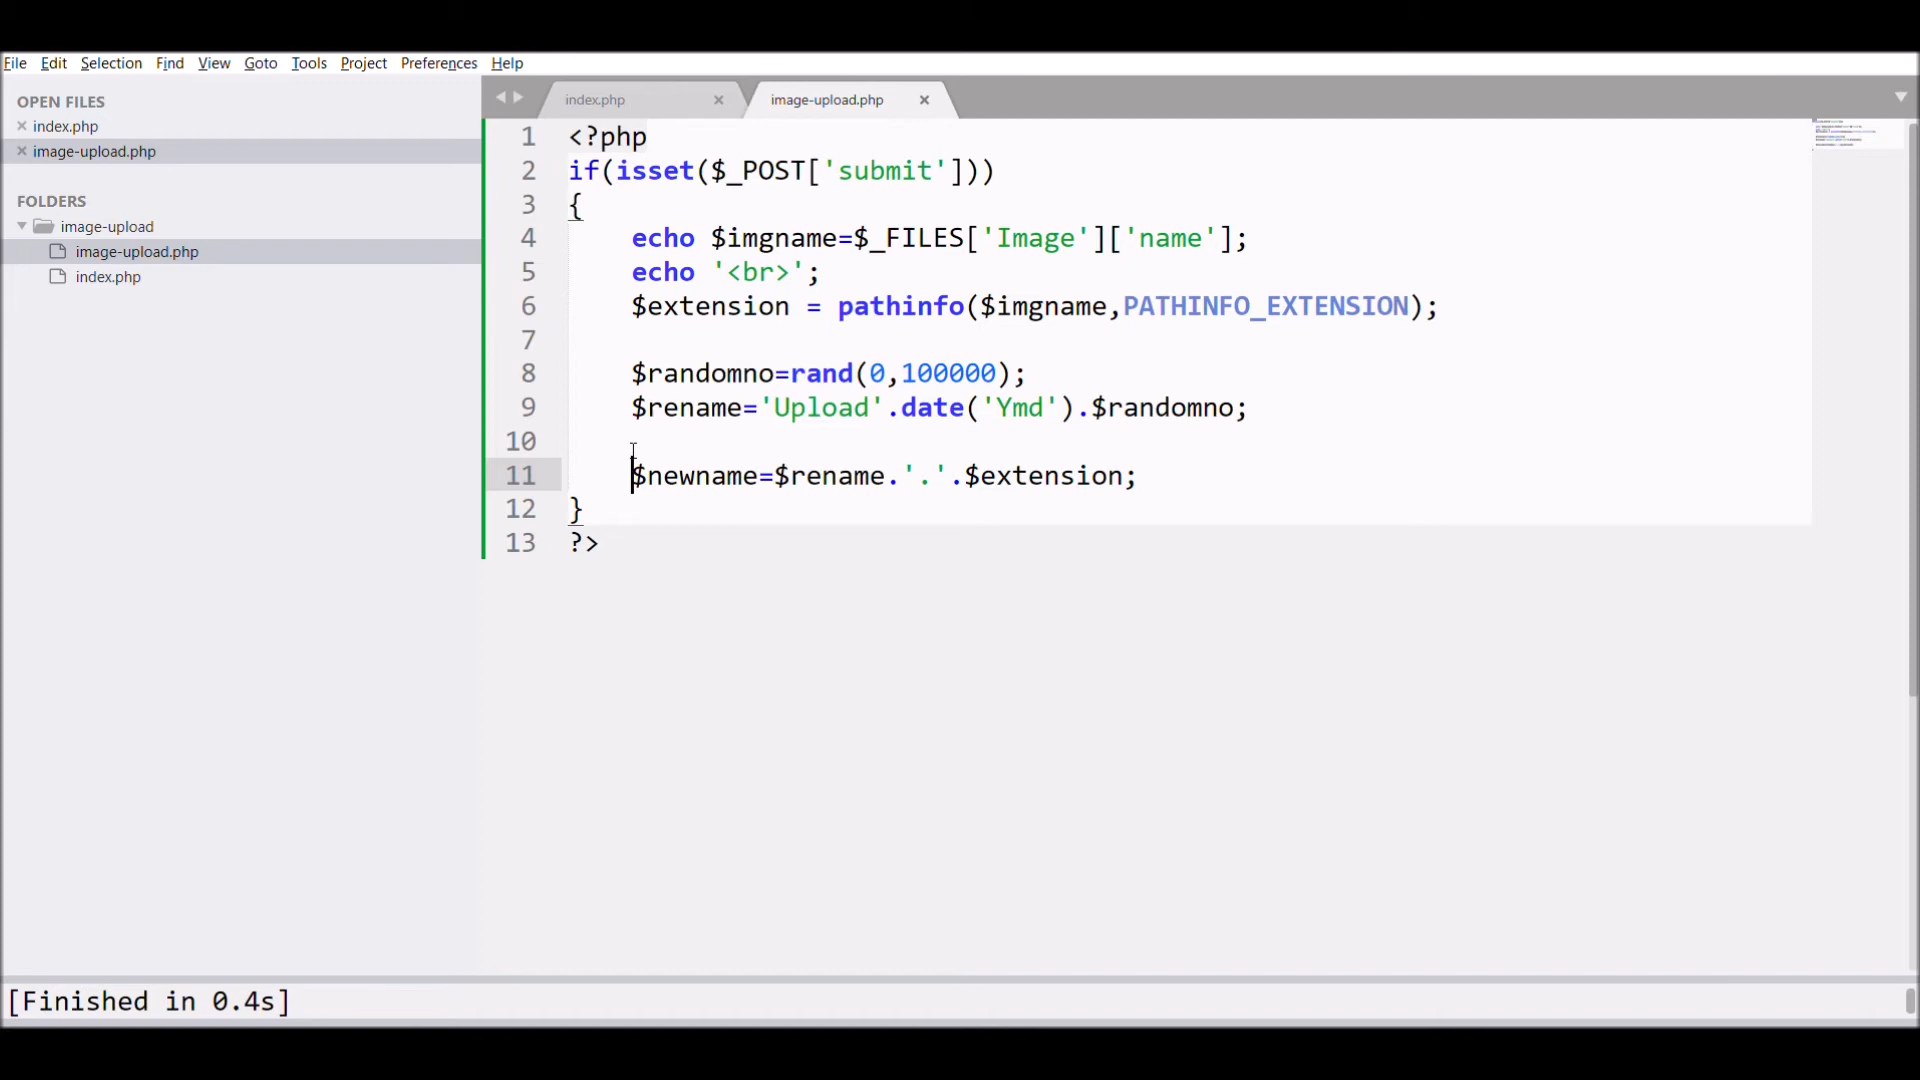 File Edit Selection Find View Goto Tools Project Preferences Help
OPEN FILES
index.php
image-upload.php
FOLDERS
image-upload
image-upload.php
index.php
index.php image-upload.php
1 <?php
2 if(isset($_POST['submit']))
3 {
4 echo $imgname=$_FILES['Image']['name'];
5 echo '<br>';
6 $extension = pathinfo($imgname,PATHINFO_EXTENSION);
7
8 $randomno=rand(0,100000);
9 $rename='Upload'.date('Ymd').$randomno;
10
11 $newname=$rename.'.'.$extension;
12 }
13 ?>
[Finished in 0.4s]